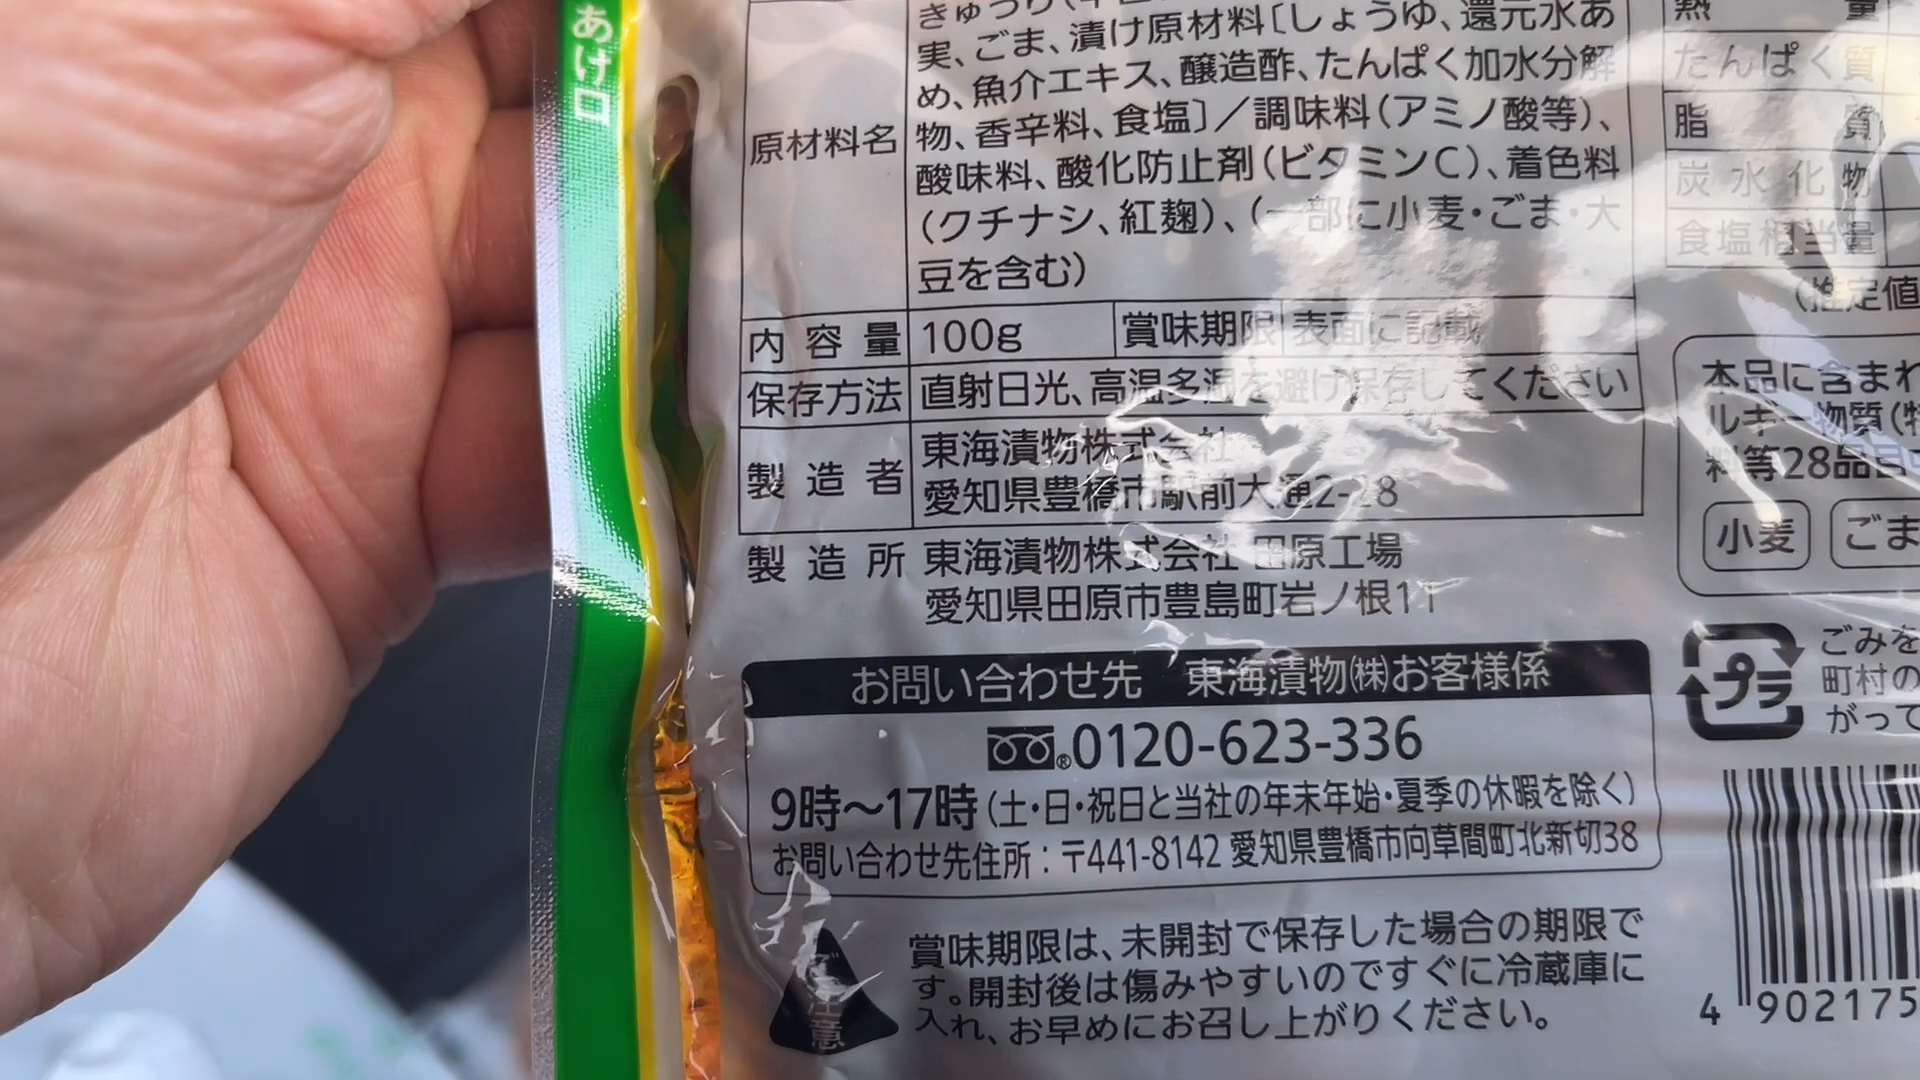 あけ口
きゅうり(
実、ごま、漬け原材料〔しょうゆ、還元水あ
め、魚介エキス、醸造酢、たんぱく加水分解
原材料名 物、香辛料、食塩〕／調味料(アミノ酸等)、
酸味料、酸化防止剤(ビタミンC)、着色料
(クチナシ、紅麹)、(一部に小麦・ごま・大
豆を含む)
内容量 100g 賞味期限 表面に記載
保存方法 直射日光、高温多湿を避け保存してください
製造者 東海漬物株式会社
愛知県豊橋市駅前大通2-28
製造所 東海漬物株式会社 田原工場
愛知県田原市豊島町岩ノ根11
お問い合わせ先 東海漬物㈱お客様係
®0120-623-336
9時〜17時(土・日・祝日と当社の年末年始・夏季の休暇を除く)
お問い合わせ先住所：〒441-8142 愛知県豊橋市向草間町北新切38
注意
賞味期限は、未開封で保存した場合の期限で
す。開封後は傷みやすいのですぐに冷蔵庫に
入れ、お早めにお召し上がりください。
熱量
たんぱく質
脂質
炭水化物
食塩相当量
(推定値
本品に含まれ
ルギー物質(特
料等28品目
小麦 ごま
プラ
ごみを
町村の
がって
4 902175